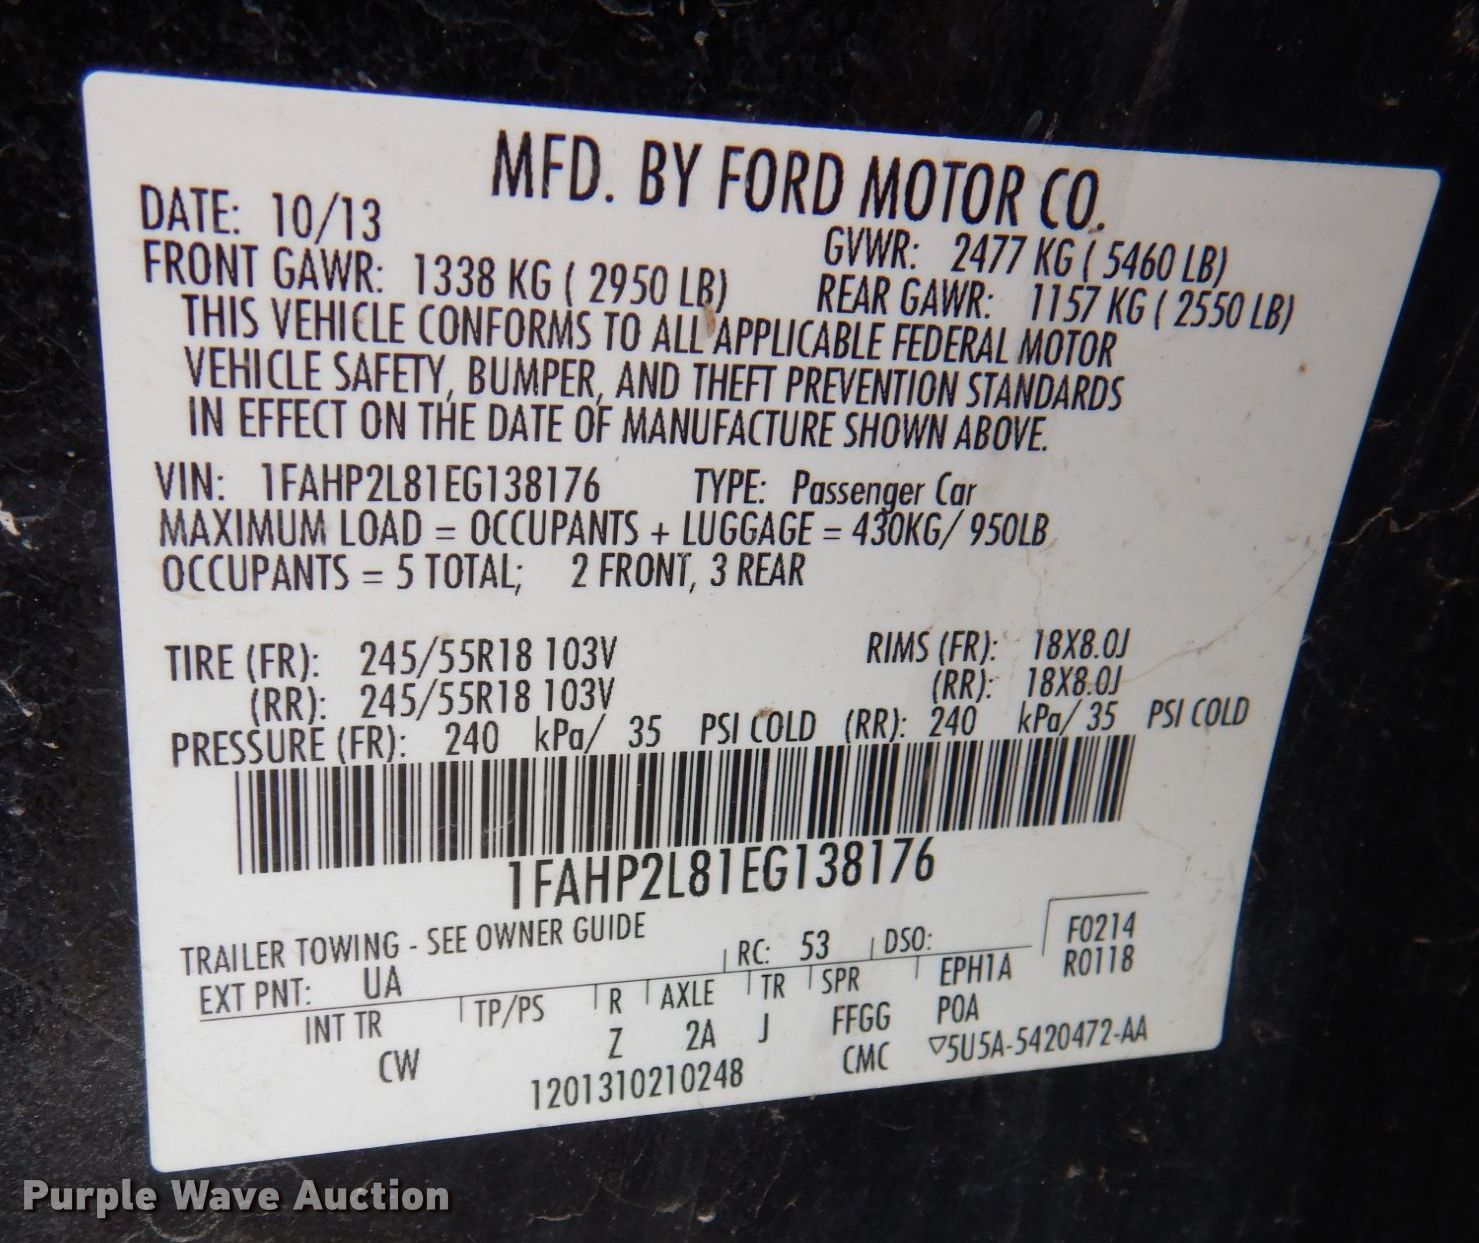 MFD. BY FORD MOTOR CO.
DATE: 10/13 GVWR: 2477 KG ( 5460 LB)
FRONT GAWR: 1338 KG ( 2950 LB) REAR GAWR: 1157 KG ( 2550 LB)
THIS VEHICLE CONFORMS TO ALL APPLICABLE FEDERAL MOTOR
VEHICLE SAFETY, BUMPER, AND THEFT PREVENTION STANDARDS
IN EFFECT ON THE DATE OF MANUFACTURE SHOWN ABOVE.
VIN: 1FAHP2L81EG138176 TYPE: Passenger Car
MAXIMUM LOAD = OCCUPANTS + LUGGAGE = 430KG/ 950LB
OCCUPANTS = 5 TOTAL; 2 FRONT, 3 REAR
TIRE (FR): 245/55R18 103V RIMS (FR): 18X8.0J
(RR): 245/55R18 103V (RR): 18X8.0J
PRESSURE (FR): 240 kPa/ 35 PSI COLD (RR): 240 kPa/ 35 PSI COLD
1FAHP2L81EG138176
TRAILER TOWING - SEE OWNER GUIDE
EXT PNT: UA RC: 53 DSO: F0214
INT TR TP/PS R AXLE TR SPR EPH1A R0118
CW Z 2A J FFGG POA
1201310210248 CMC ▽5U5A-5420472-AA
Purple Wave Auction